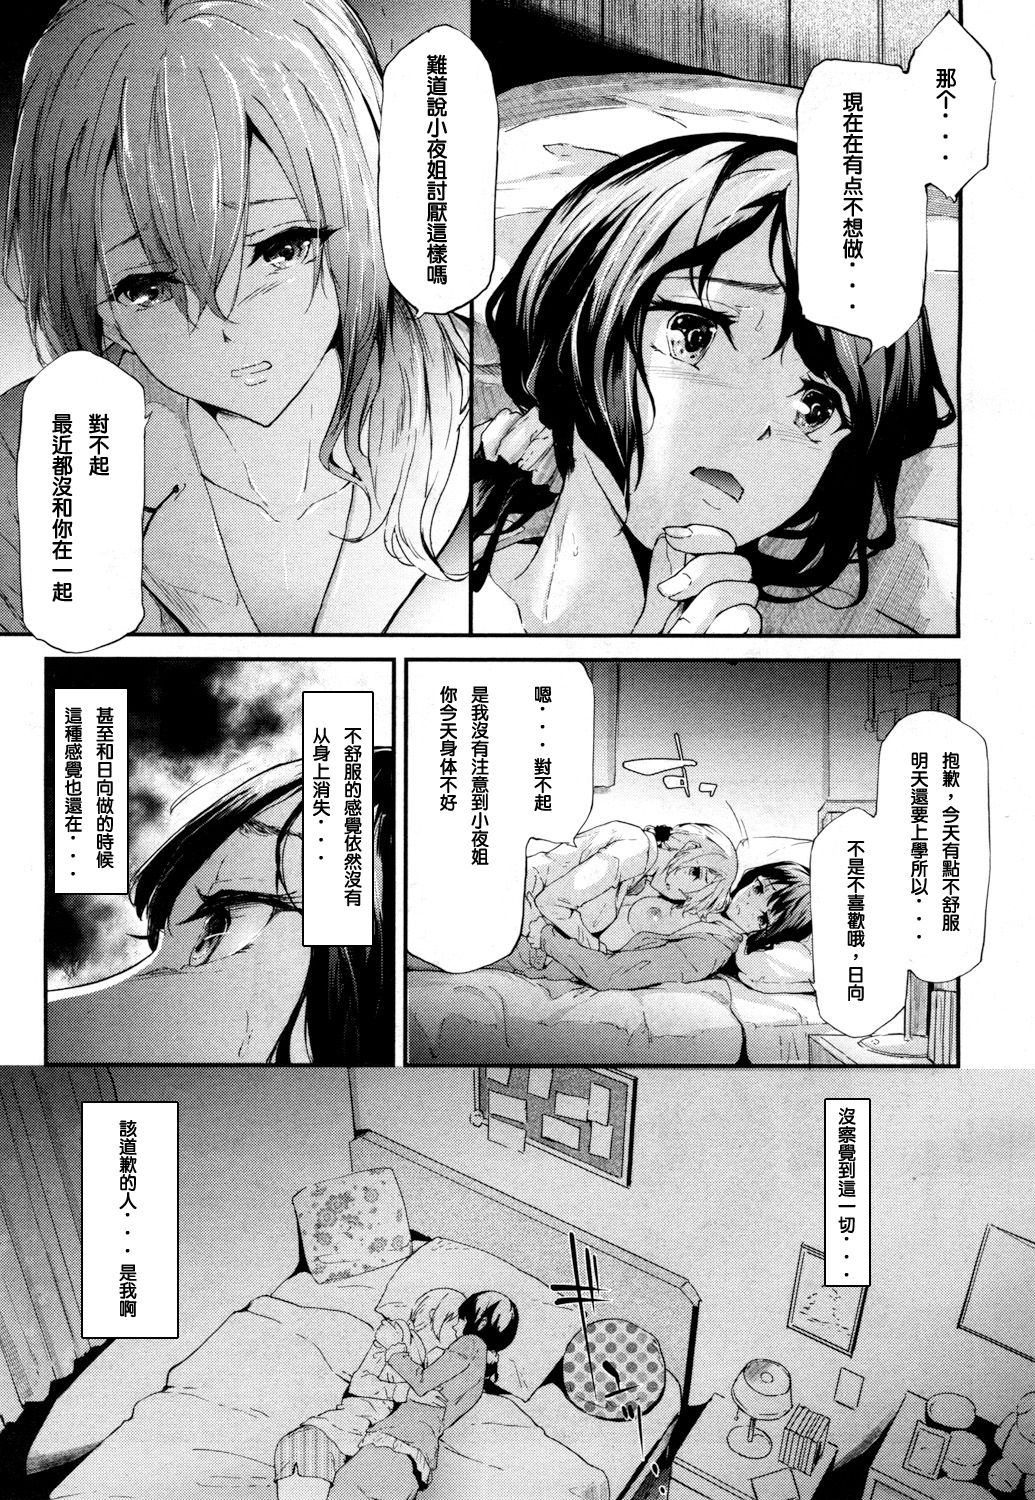 那个...
現在在有点不想做...
難道說小夜姐討厭這樣嗎
對不起
最近都沒和你在一起
抱歉，今天有點不舒服
明天還要上學所以...
不是不喜歡哦，日向
嗯...對不起
是我沒有注意到小夜姐
你今天身体不好
不舒服的感覺依然沒有
从身上消失...
甚至和日向做的時候
這種感覺也還在...
沒察覺到這一切...
該道歉的人...是我啊